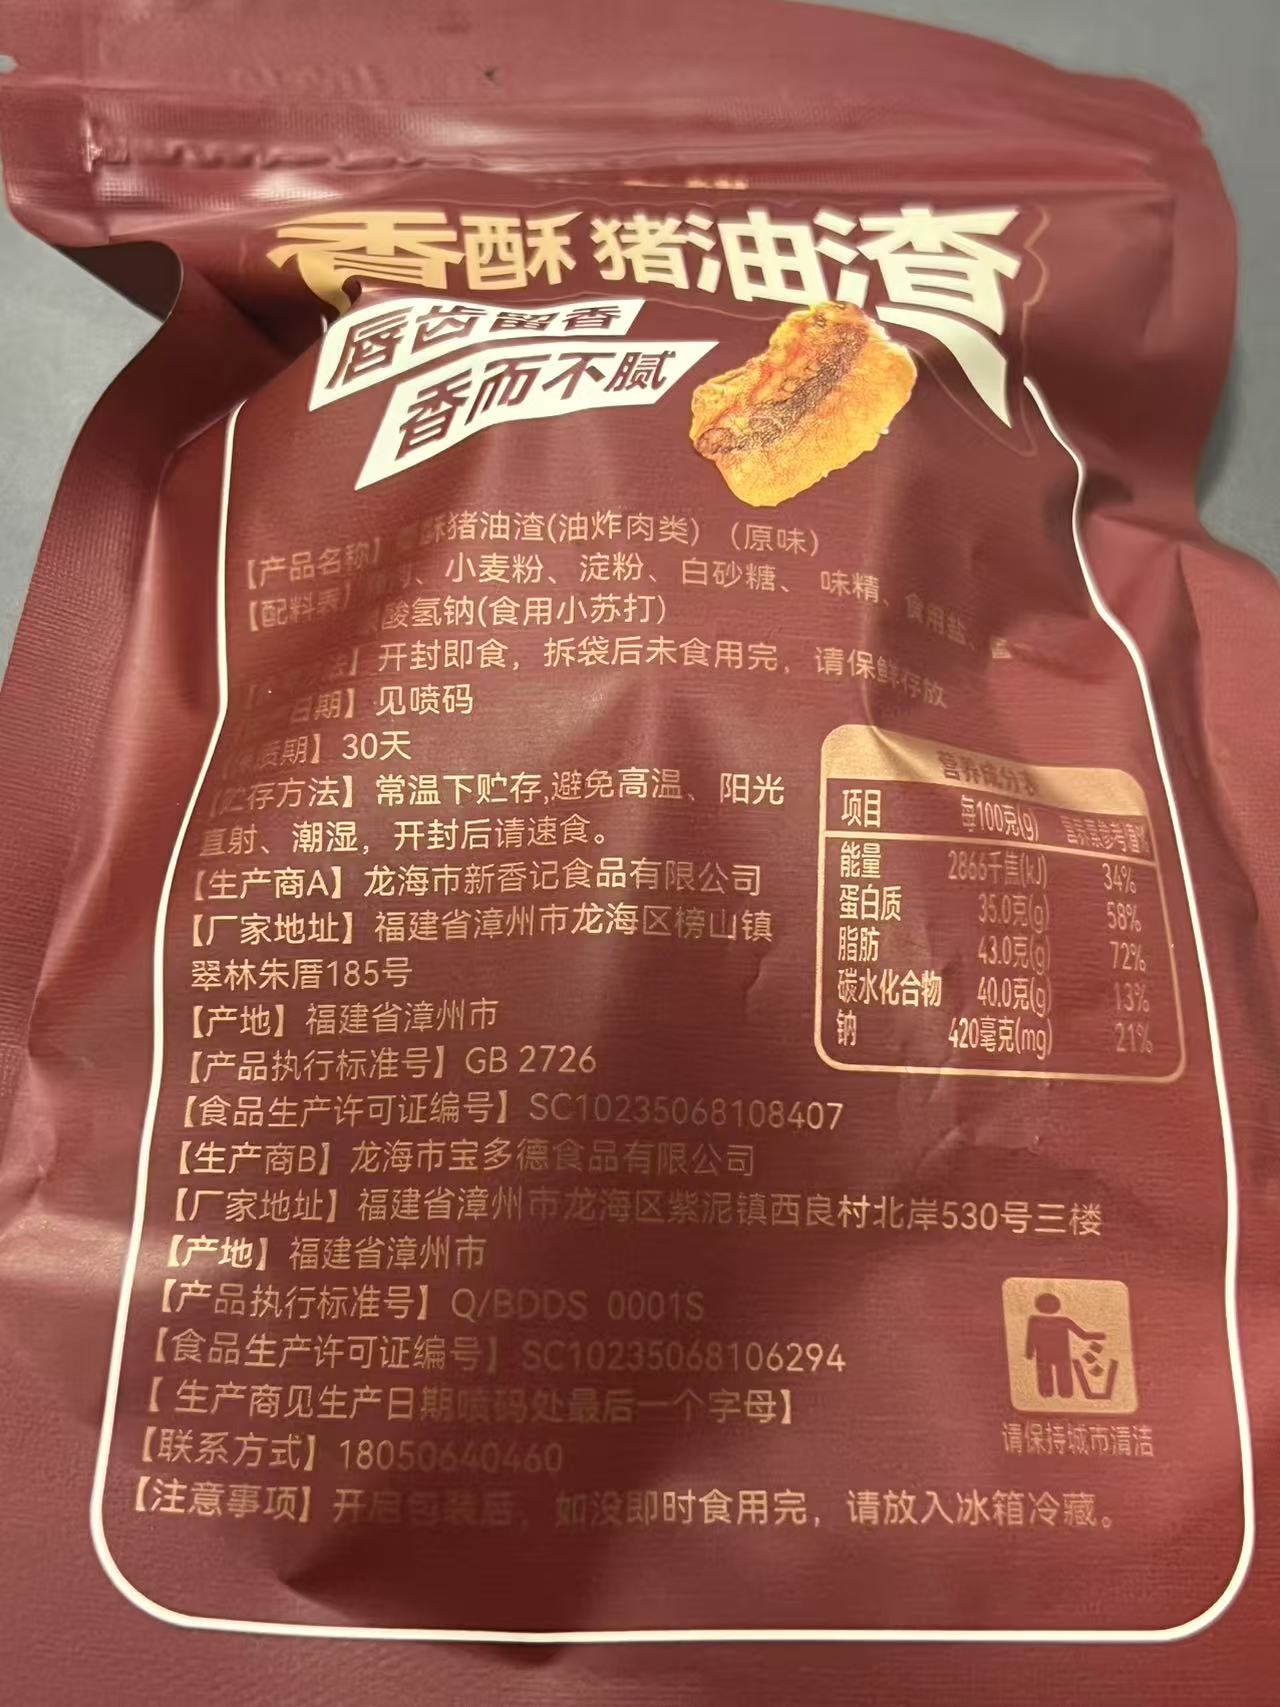 香酥猪油渣
唇齿留香
香而不腻
【产品名称】 酥猪油渣(油炸肉类)(原味)
【配料表】 、小麦粉、淀粉、白砂糖、味精、食用盐、
酸氢钠(食用小苏打)
法】开封即食，拆袋后未食用完，请保鲜存放
日期】见喷码
质期】30天
【贮存方法】常温下贮存,避免高温、阳光
直射、潮湿，开封后请速食。
【生产商A】龙海市新香记食品有限公司
【厂家地址】福建省漳州市龙海区榜山镇
翠林朱厝185号
【产地】福建省漳州市
【产品执行标准号】GB 2726
【食品生产许可证编号】SC10235068108407
【生产商B】龙海市宝多德食品有限公司
【厂家地址】福建省漳州市龙海区紫泥镇西良村北岸530号三楼
【产地】福建省漳州市
【产品执行标准号】Q/BDDS 0001S
【食品生产许可证编号】SC10235068106294
【 生产商见生产日期喷码处最后一个字母】
【联系方式】18050640460
【注意事项】开启包装后，如没即时食用完，请放入冰箱冷藏。
营养成分表
项目 每100克(g) 营养素参考值%
能量 2866千焦(kJ) 34%
蛋白质 35.0克(g) 58%
脂肪 43.0克(g) 72%
碳水化合物 40.0克(g) 13%
钠 420毫克(mg) 21%
请保持城市清洁